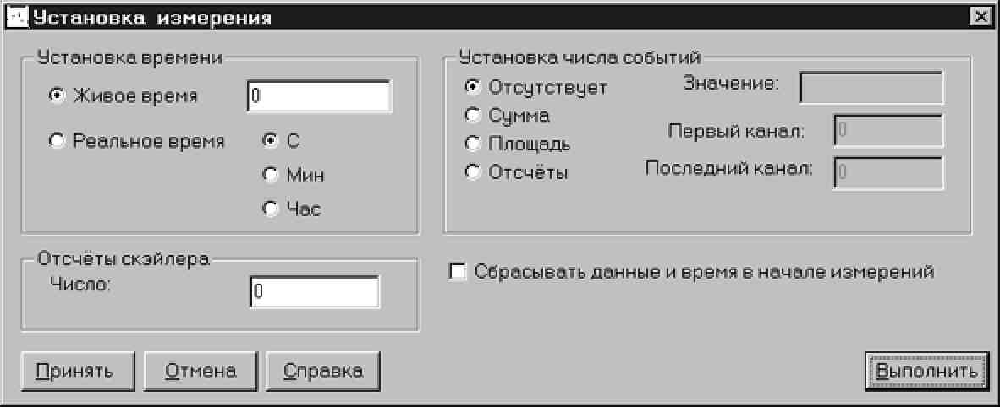 Установка измерения
Установка времени
Живое время
0
Реальное время
С
Мин
Час
Установка числа событий
Отсутствует
Сумма
Площадь
Отсчёты
Значение:
Первый канал:
0
Последний канал:
0
Отсчёты скэйлера
Число:
0
Сбрасывать данные и время в начале измерений
Принять
Отмена
Справка
Выполнить